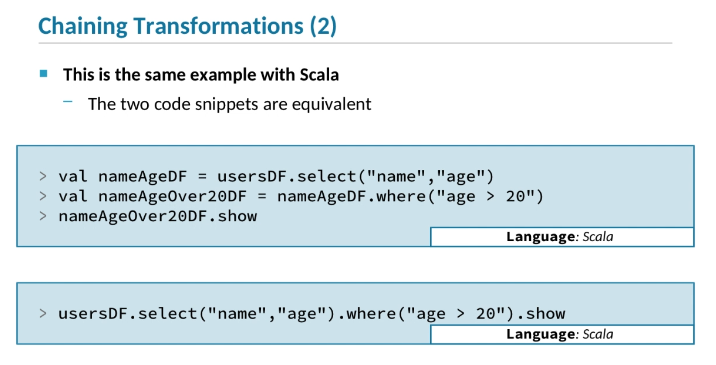 Chaining Transformations (2)
This is the same example with Scala
– The two code snippets are equivalent
> val nameAgeDF = usersDF.select("name","age")
> val nameAgeOver20DF = nameAgeDF.where("age > 20")
> nameAgeOver20DF.show
Language: Scala
> usersDF.select("name","age").where("age > 20").show
Language: Scala